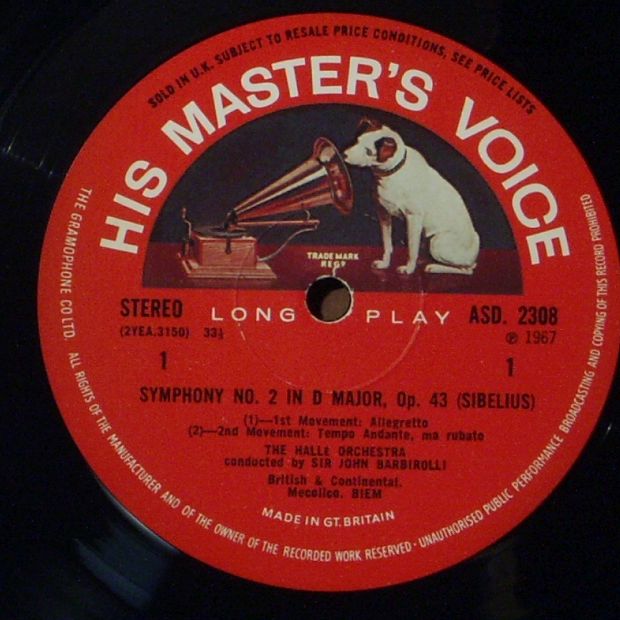 SOLD IN U.K. SUBJECT TO RESALE PRICE CONDITIONS, SEE PRICE LISTS
HIS MASTER'S VOICE
TRADE MARK
REGD
STEREO
LONG PLAY
ASD. 2308
(2YEA.3150) 33⅓
℗ 1967
1
1
SYMPHONY NO. 2 IN D MAJOR, Op. 43 (SIBELIUS)
(1)—1st Movement: Allegretto
(2)—2nd Movement: Tempo Andante, ma rubato
THE HALLÉ ORCHESTRA
conducted by SIR JOHN BARBIROLLI
British & Continental.
Mecolico. BIEM
MADE IN GT. BRITAIN
THE GRAMOPHONE CO LTD. ALL RIGHTS OF THE MANUFACTURER AND OF THE OWNER OF THE RECORDED WORK RESERVED · UNAUTHORISED PUBLIC PERFORMANCE BROADCASTING AND COPYING OF THIS RECORD PROHIBITED